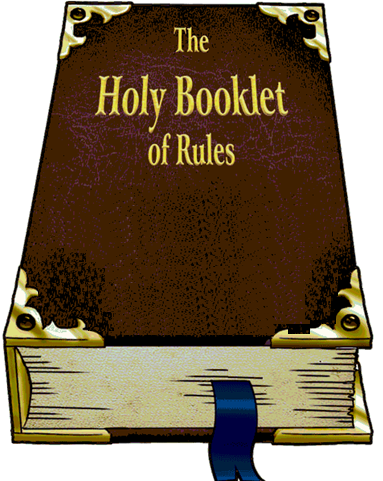 The
Holy Booklet
of Rules